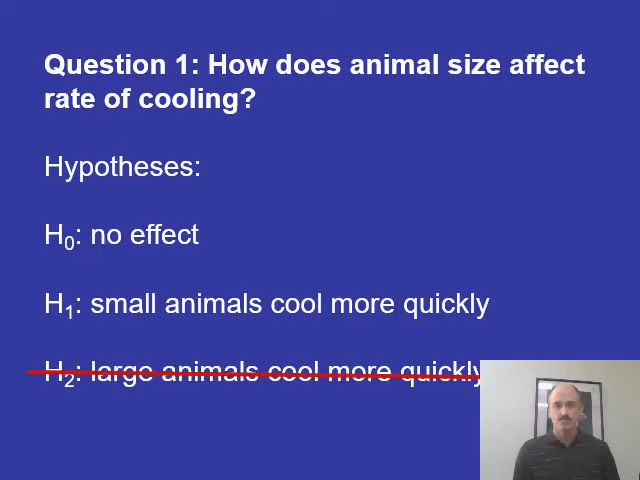 Question 1: How does animal size affect
rate of cooling?
Hypotheses:
H₀: no effect
H₁: small animals cool more quickly
H₂: large animals cool more quickly